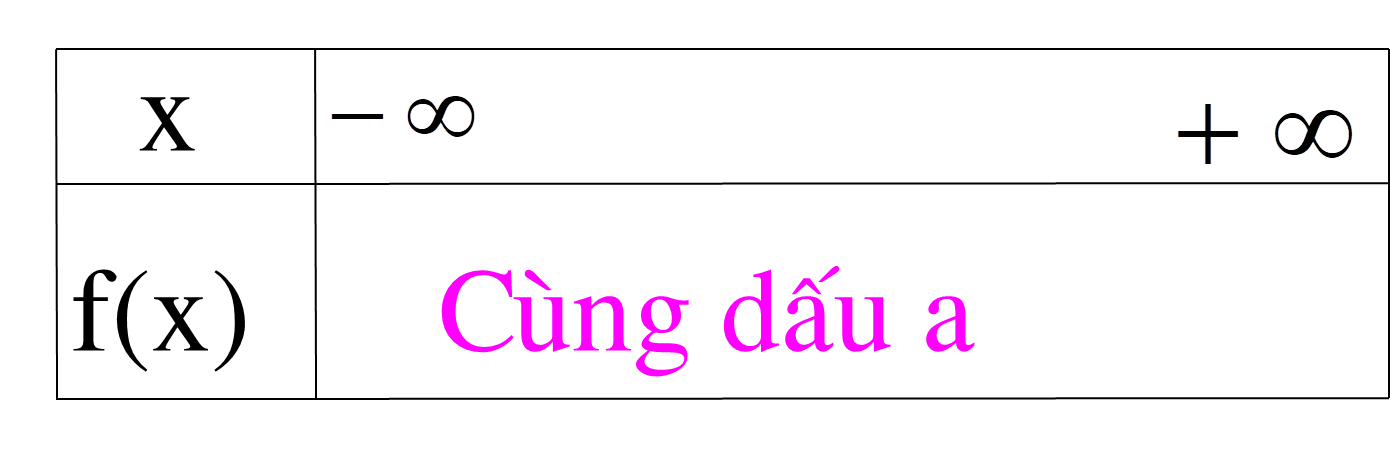 x − ∞ + ∞
f(x) Cùng dấu a